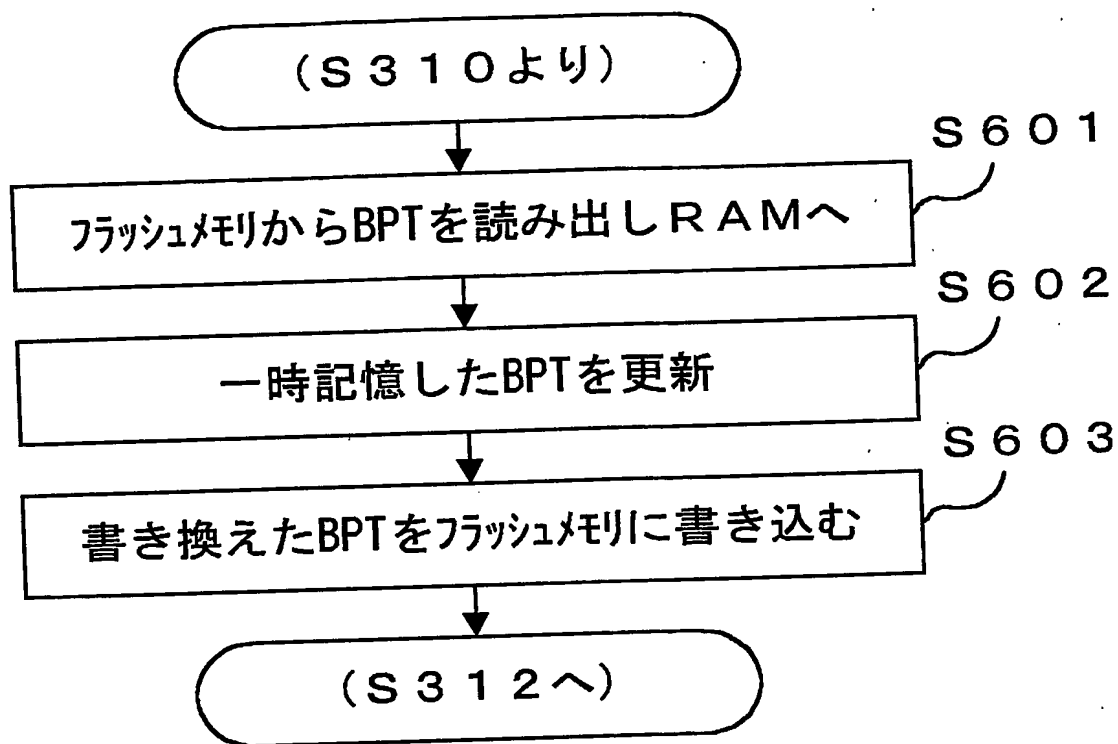 （Ｓ３１０より）
Ｓ６０１
ﾌﾗｯｼｭﾒﾓﾘからBPTを読み出しＲＡＭへ
Ｓ６０２
一時記憶したBPTを更新
Ｓ６０３
書き換えたBPTをﾌﾗｯｼｭﾒﾓﾘに書き込む
（Ｓ３１２へ）